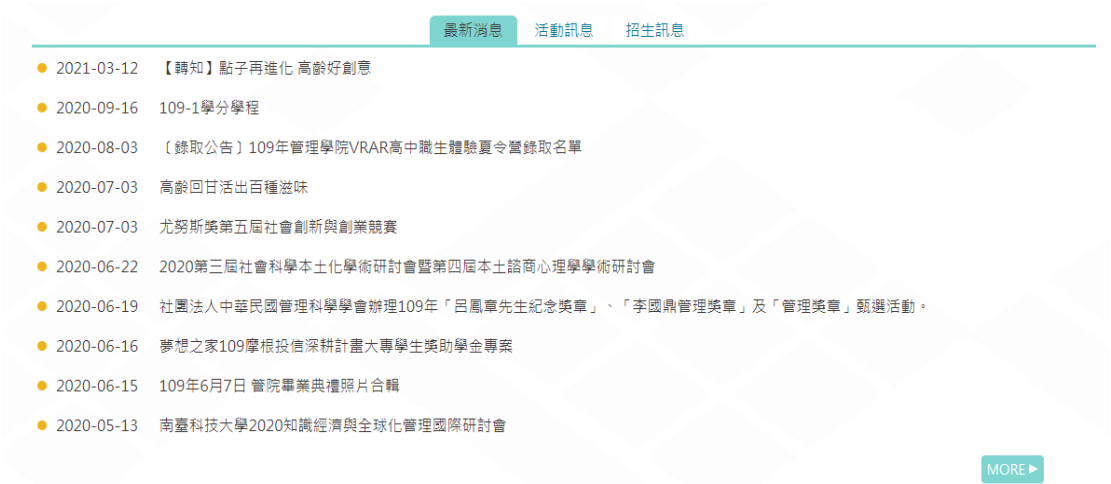 最新消息 活動訊息 招生訊息
2021-03-12 【轉知】點子再進化 高齡好創意
2020-09-16 109-1學分學程
2020-08-03 〔錄取公告〕109年管理學院VRAR高中職生體驗夏令營錄取名單
2020-07-03 高齡回甘活出百種滋味
2020-07-03 尤努斯獎第五屆社會創新與創業競賽
2020-06-22 2020第三屆社會科學本土化學術研討會暨第四屆本土諮商心理學學術研討會
2020-06-19 社團法人中華民國管理科學學會辦理109年「呂鳳章先生紀念獎章」、「李國鼎管理獎章」及「管理獎章」甄選活動。
2020-06-16 夢想之家109摩根投信深耕計畫大專學生獎助學金專案
2020-06-15 109年6月7日 管院畢業典禮照片合輯
2020-05-13 南臺科技大學2020知識經濟與全球化管理國際研討會
MORE▶